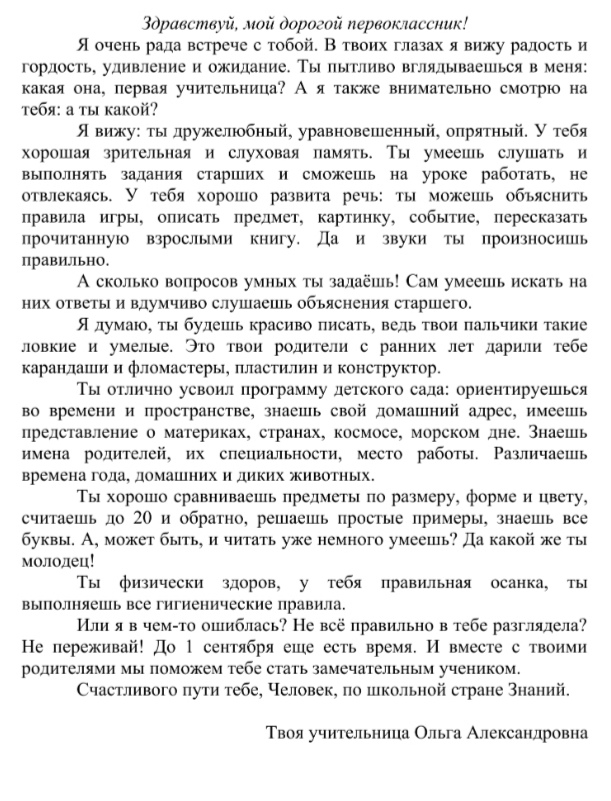 Здравствуй, мой дорогой первоклассник!
Я очень рада встрече с тобой. В твоих глазах я вижу радость и
гордость, удивление и ожидание. Ты пытливо вглядываешься в меня:
какая она, первая учительница? А я также внимательно смотрю на
тебя: а ты какой?
Я вижу: ты дружелюбный, уравновешенный, опрятный. У тебя
хорошая зрительная и слуховая память. Ты умеешь слушать и
выполнять задания старших и сможешь на уроке работать, не
отвлекаясь. У тебя хорошо развита речь: ты можешь объяснить
правила игры, описать предмет, картинку, событие, пересказать
прочитанную взрослыми книгу. Да и звуки ты произносишь
правильно.
А сколько вопросов умных ты задаёшь! Сам умеешь искать на
них ответы и вдумчиво слушаешь объяснения старшего.
Я думаю, ты будешь красиво писать, ведь твои пальчики такие
ловкие и умелые. Это твои родители с ранних лет дарили тебе
карандаши и фломастеры, пластилин и конструктор.
Ты отлично усвоил программу детского сада: ориентируешься
во времени и пространстве, знаешь свой домашний адрес, имеешь
представление о материках, странах, космосе, морском дне. Знаешь
имена родителей, их специальности, место работы. Различаешь
времена года, домашних и диких животных.
Ты хорошо сравниваешь предметы по размеру, форме и цвету,
считаешь до 20 и обратно, решаешь простые примеры, знаешь все
буквы. А, может быть, и читать уже немного умеешь? Да какой же ты
молодец!
Ты физически здоров, у тебя правильная осанка, ты
выполняешь все гигиенические правила.
Или я в чем-то ошиблась? Не всё правильно в тебе разглядела?
Не переживай! До 1 сентября еще есть время. И вместе с твоими
родителями мы поможем тебе стать замечательным учеником.
Счастливого пути тебе, Человек, по школьной стране Знаний.
Твоя учительница Ольга Александровна